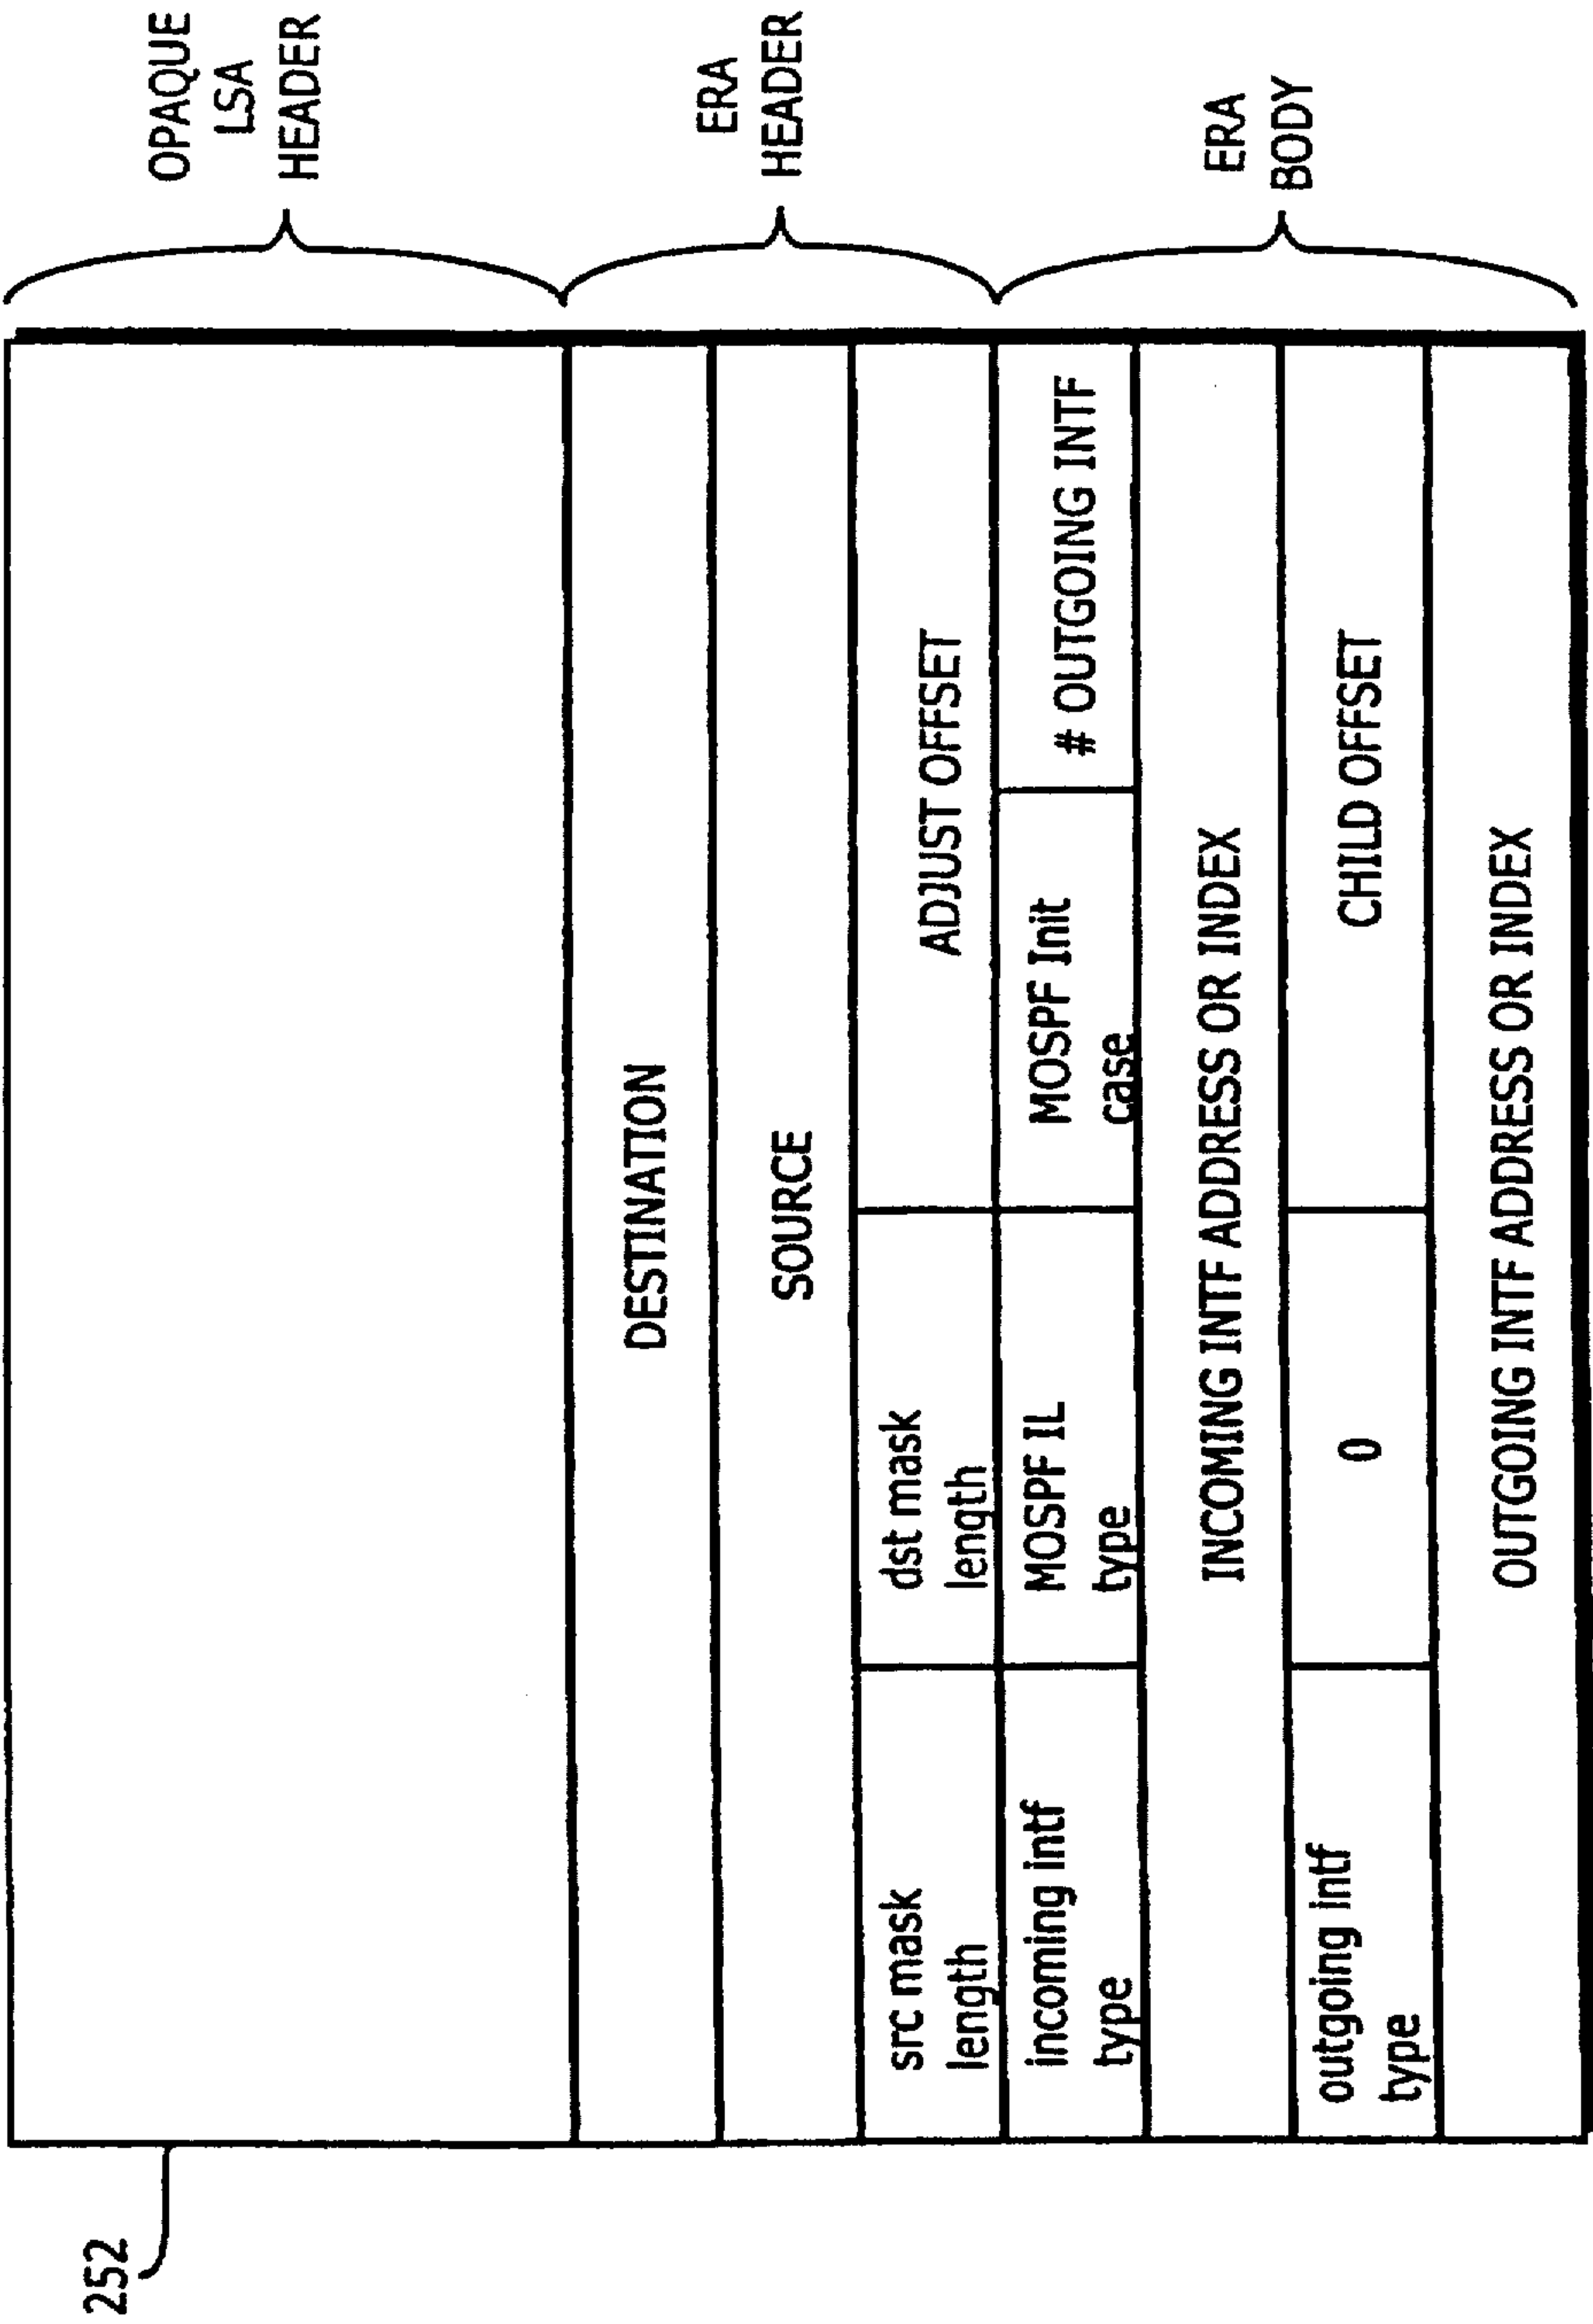 252
OPAQUE
LSA
HEADER
DESTINATION
SOURCE
src mask
length
dst mask
length
ADJUST OFFSET
ERA
HEADER
incoming intf
type
MOSPF IL
type
MOSPF Init
case
# OUTGOING INTF
INCOMING INTF ADDRESS OR INDEX
outgoing intf
type
0
CHILD OFFSET
OUTGOING INTF ADDRESS OR INDEX
ERA
BODY